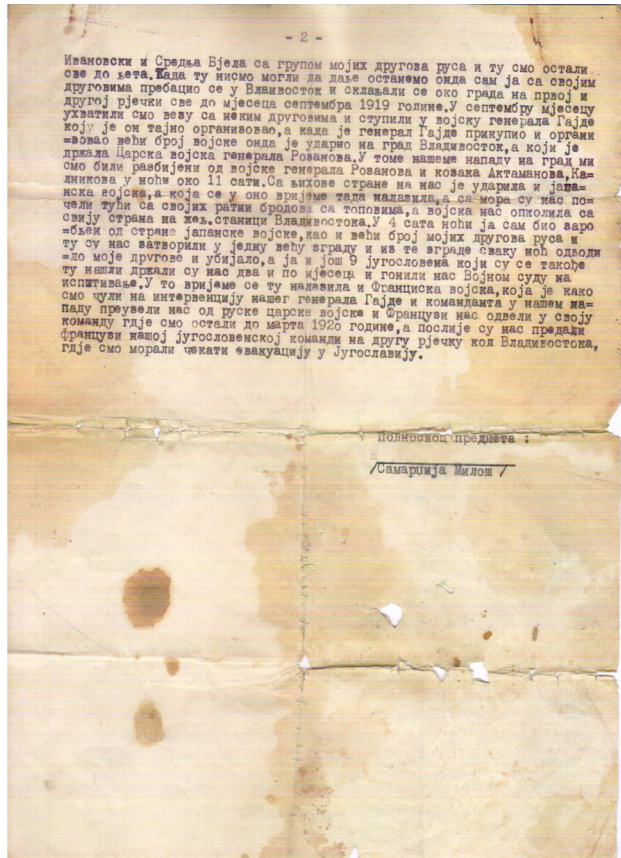 - 2 -
Ивановски и Средња Бјела са групом мојих другова руса и ту смо остали
све до љета.Када ту нисмо могли да даље останемо онда сам ја са својим
друговима пребацио се у Влаивосток и склањали се око града на првој и
другој рјечки све до мјесеца септембра 1919 године.У септембру мјесецу
ухватили смо везу са неким друговима и ступили у војску генерала Гајде
коју је он тајно организовао,а када је генерал Гајде прикупио и органи
=зовао већи број војске онда је ударио на град Владивосток,а који је
држала Царска војска генерала Розанова.У томе нашеме нападу на град ми
смо били разбијени од војске генерала Розанова и козака Актамана,Ка-
лникова у ноћи око 11 сати.Са њихове стране на нас је ударила и јапа-
нска војска,а која се у оно вријеме тада налазила,а са мора су нас по-
чели тући са својих ратни бродова са топовима,а војска нас опколила са
свију страна на жељ.станици Владивостока.У 4 сата ноћи ја сам био заро
=бљен од стране јапанске војске,као и већи број мојих другова руса и
ту су нас затворили у једну већу зграду и из те зграде сваку ноћ одводи
=ло моје другове и убијало,а ја и још 9 југословена који су се такође
ту нашли држали су нас два и по мјесеца и гонили нас Војном суду на
испитивање.У то вријеме се ту налазила и Франциска војска,која је како
смо чули на интервенцију нашег генерала Гајде и команданта у нашем на-
паду преузели нас од руске царске војске и Французи нас одвели у своју
команду гдје смо остали до марта 192о године,а послије су нас предали
Французи нашој југословенској команди на другу рјечку код Владивостока,
гдје смо морали чекати евакуацију у Југославију.
Подносиоц предмета :
/Самарџија Милош /